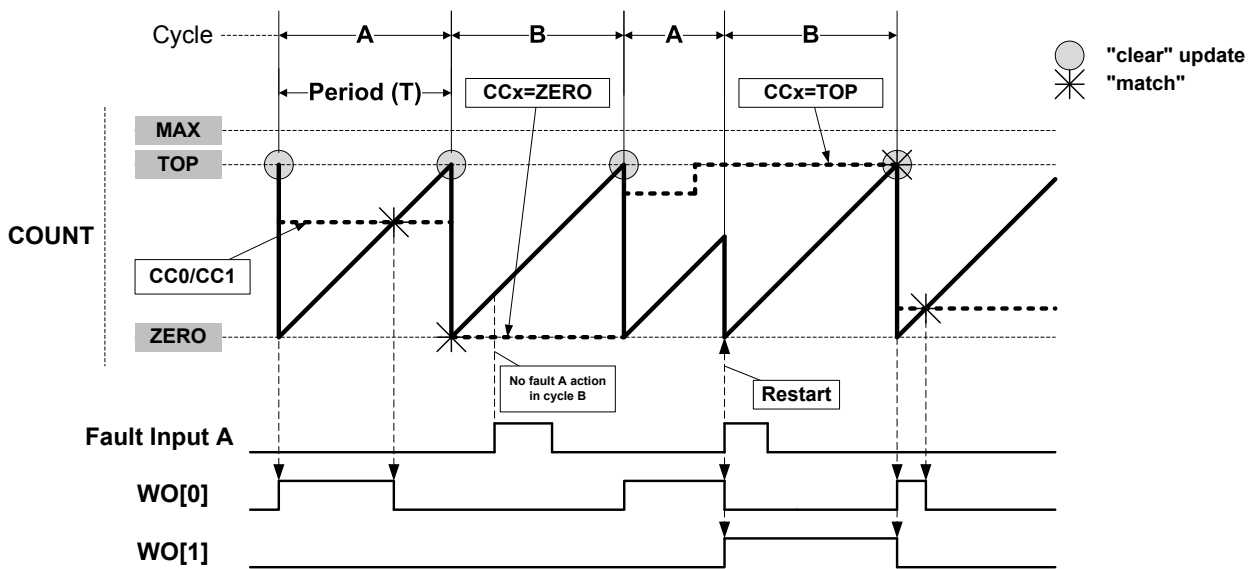 Cycle
A
B
A
B
"clear" update
"match"
Period (T)
CCx=ZERO
CCx=TOP
MAX
TOP
COUNT
CC0/CC1
ZERO
No fault A action
in cycle B
Restart
Fault Input A
WO[0]
WO[1]